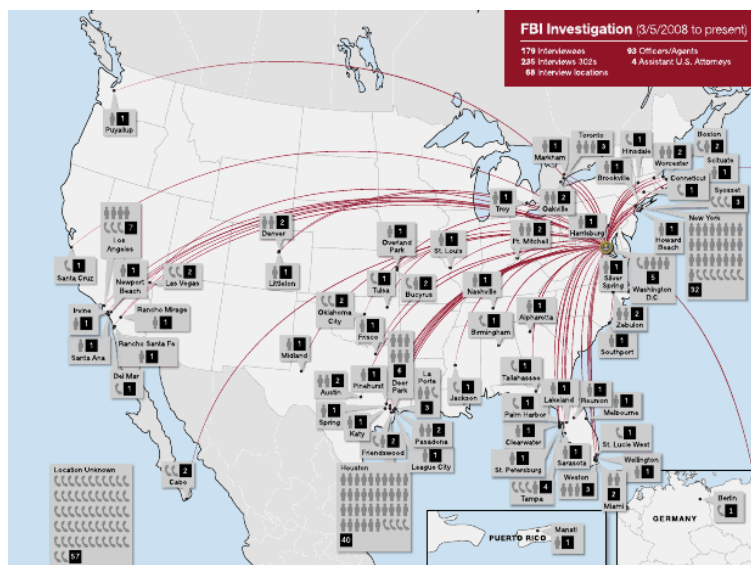 FBI Investigation (3/5/2008 to present)
179 Interviewees
235 Interviews 302s
68 Interview locations
93 Officers/Agents
4 Assistant U.S. Attorneys
1
Puyallup
1
Markham
Toronto
3
1
Hinsdale
Boston
2
Worcester
2
Scituate
1
1
Brookville
Connecticut
1
Syosset
3
1
Troy
2
Oakville
1
Harrisburg
New York
32
1
Howard Beach
7
Los Angeles
2
Denver
1
Overland Park
1
St. Louis
2
Ft. Mitchell
1
Santa Cruz
1
Newport Beach
2
Las Vegas
1
Littleton
1
Tulsa
2
Bucyrus
1
Nashville
1
Silver Spring
5
Washington D.C.
Irvine
1
Rancho Mirage
1
2
Oklahoma City
1
Birmingham
1
Alpharetta
2
Zebulon
1
Santa Ana
Rancho Santa Fe
1
1
Midland
1
Frisco
1
Southport
Del Mar
1
2
Austin
1
Pinehurst
6
Deer Park
La Porte
3
1
Jackson
Tallahassee
1
1
Lakeland
1
Reunion
1
Melbourne
1
Spring
1
Katy
2
Friendswood
2
Pasadena
1
League City
1
Palm Harbor
1
Clearwater
1
St. Petersburg
1
Sarasota
1
St. Lucie West
Wellington
1
4
Tampa
Weston
3
2
Miami
2
Cabo
Location Unknown
57
Houston
40
PUERTO RICO
Manati
1
GERMANY
Berlin
1